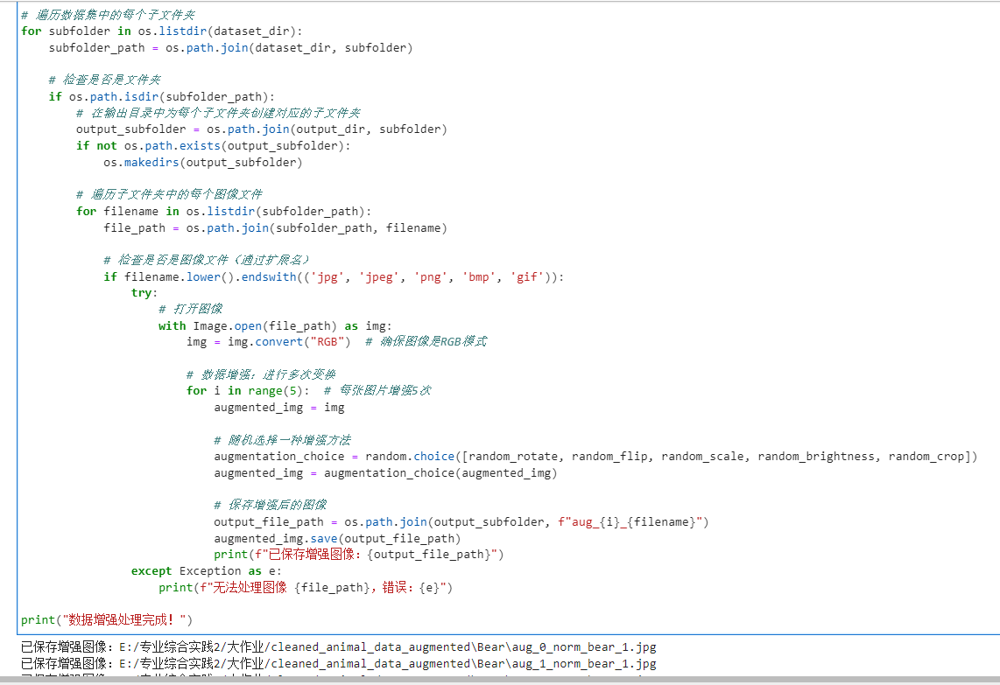 # 遍历数据集中的每个子文件夹
for subfolder in os.listdir(dataset_dir):
    subfolder_path = os.path.join(dataset_dir, subfolder)

    # 检查是否是文件夹
    if os.path.isdir(subfolder_path):
        # 在输出目录中为每个子文件夹创建对应的子文件夹
        output_subfolder = os.path.join(output_dir, subfolder)
        if not os.path.exists(output_subfolder):
            os.makedirs(output_subfolder)

        # 遍历子文件夹中的每个图像文件
        for filename in os.listdir(subfolder_path):
            file_path = os.path.join(subfolder_path, filename)

            # 检查是否是图像文件（通过扩展名）
            if filename.lower().endswith(('jpg', 'jpeg', 'png', 'bmp', 'gif')):
                try:
                    # 打开图像
                    with Image.open(file_path) as img:
                        img = img.convert("RGB")  # 确保图像是RGB模式

                        # 数据增强：进行多次变换
                        for i in range(5):  # 每张图片增强5次
                            augmented_img = img

                            # 随机选择一种增强方法
                            augmentation_choice = random.choice([random_rotate, random_flip, random_scale, random_brightness, random_crop])
                            augmented_img = augmentation_choice(augmented_img)

                            # 保存增强后的图像
                            output_file_path = os.path.join(output_subfolder, f"aug_{i}_{filename}")
                            augmented_img.save(output_file_path)
                            print(f"已保存增强图像：{output_file_path}")
                except Exception as e:
                    print(f"无法处理图像 {file_path}，错误：{e}")

print("数据增强处理完成！")
已保存增强图像：E:/专业综合实践2/大作业/cleaned_animal_data_augmented\Bear\aug_0_norm_bear_1.jpg
已保存增强图像：E:/专业综合实践2/大作业/cleaned_animal_data_augmented\Bear\aug_1_norm_bear_1.jpg